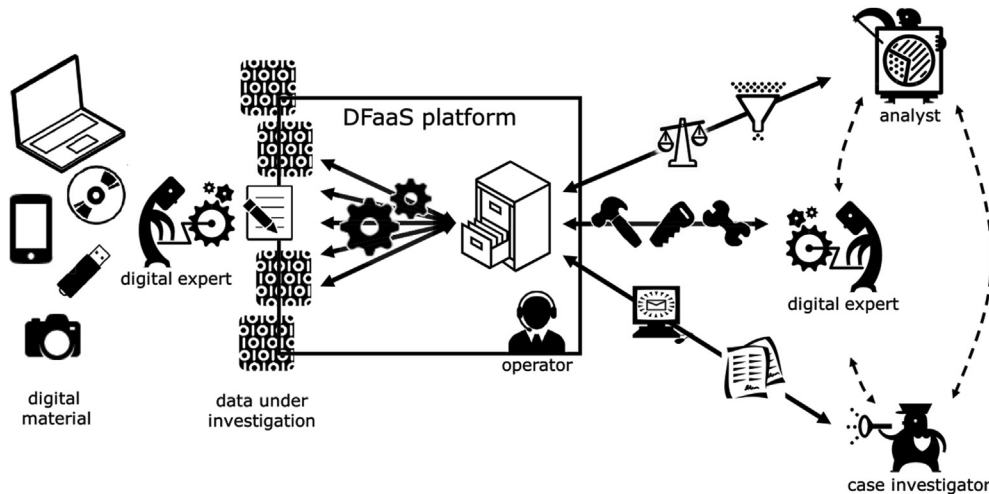 DFaaS platform
analyst
digital expert
digital expert
operator
digital
material
data under
investigation
case investigator